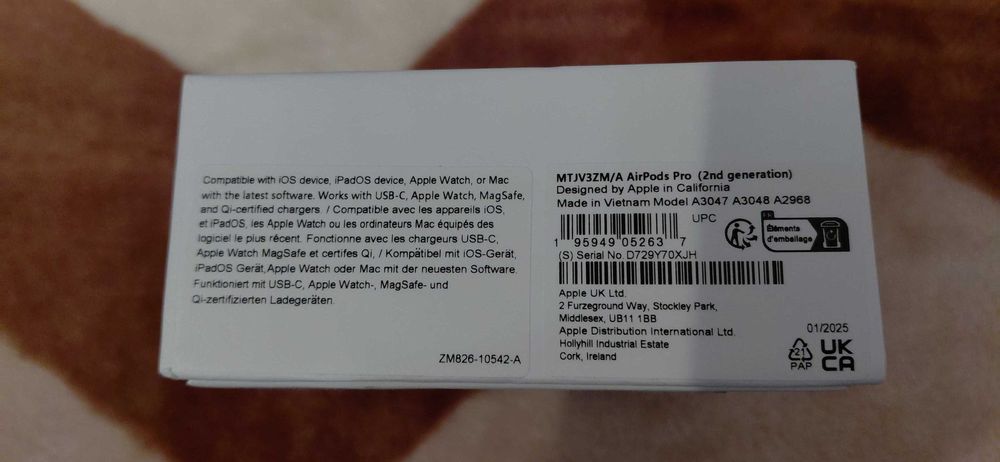 Compatible with iOS device, iPadOS device, Apple Watch, or Mac
with the latest software. Works with USB-C, Apple Watch, MagSafe,
and Qi-certified chargers. / Compatible avec les appareils iOS,
et iPadOS, les Apple Watch ou les ordinateurs Mac équipés des
logiciel le plus récent. Fonctionne avec les chargeurs USB-C,
Apple Watch MagSafe et certifes Qi, / Kompatibel mit iOS-Gerät,
iPadOS Gerät, Apple Watch oder Mac mit der neuesten Software.
Funktioniert mit USB-C, Apple Watch-, MagSafe- und
Qi-zertifizierten Ladegeräten
ZM826-10542-A
MTJV3ZM/A AirPods Pro (2nd generation)
Designed by Apple in California
Made in Vietnam Model A3047 A3048 A2968
UPC
1 95949 05263 7
FR
Éléments
d'emballage
(S) Serial No. D729Y70XJH
Apple UK Ltd.
2 Furzeground Way, Stockley Park,
Middlesex, UB11 1BB
Apple Distribution International Ltd.
Hollyhill Industrial Estate
Cork, Ireland
01/2025
21
PAP
UK
CA